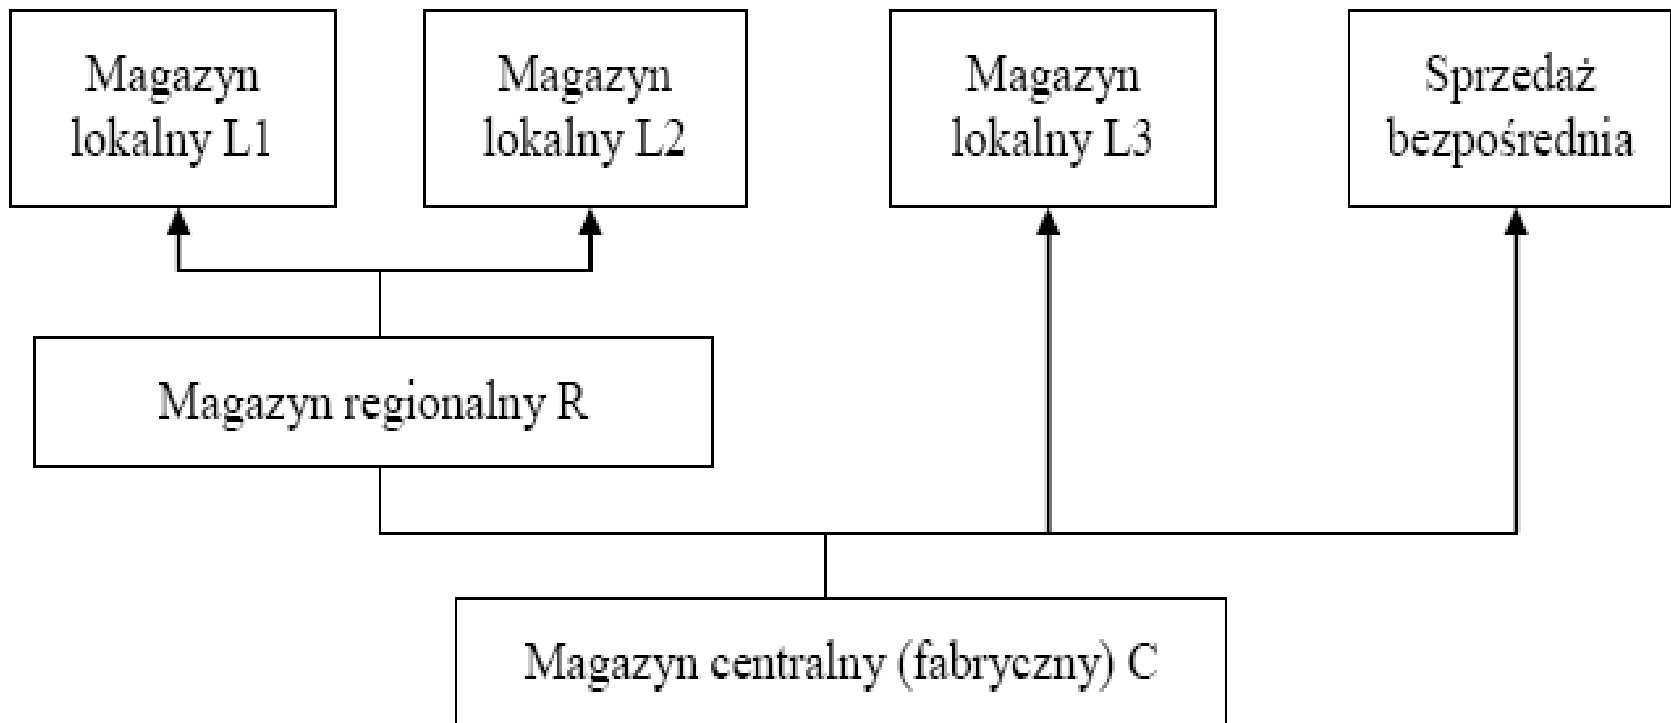 Magazyn
lokalny L1
Magazyn
lokalny L2
Magazyn
lokalny L3
Sprzedaż
bezpośrednia
Magazyn regionalny R
Magazyn centralny (fabryczny) C